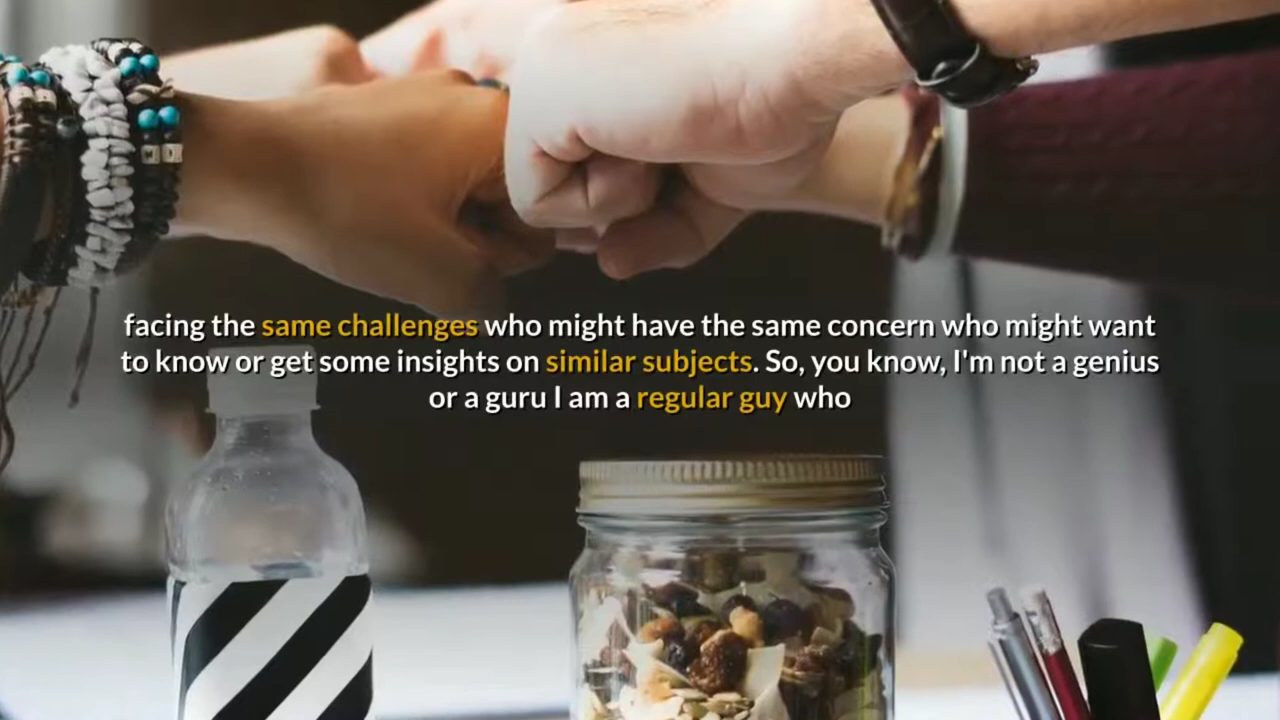 facing the same challenges who might have the same concern who might want
to know or get some insights on similar subjects. So, you know, I'm not a genius
or a guru I am a regular guy who